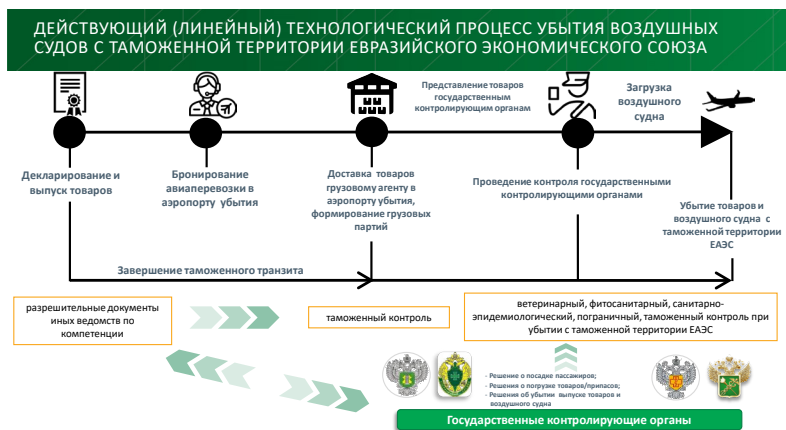 ДЕЙСТВУЮЩИЙ (ЛИНЕЙНЫЙ) ТЕХНОЛОГИЧЕСКИЙ ПРОЦЕСС УБЫТИЯ ВОЗДУШНЫХ
СУДОВ С ТАМОЖЕННОЙ ТЕРРИТОРИИ ЕВРАЗИЙСКОГО ЭКОНОМИЧЕСКОГО СОЮЗА
Представление товаров
государственным
контролирующим органам
Загрузка
воздушного
судна
Декларирование и
выпуск товаров
Бронирование
авиаперевозки в
аэропорту убытия
Доставка товаров
грузовому агенту в
аэропорту убытия,
формирование грузовых
партий
Проведение контроля государственными
контролирующими органами
Убытие товаров и
воздушного судна с
таможенной территории
ЕАЭС
Завершение таможенного транзита
разрешительные документы
иных ведомств по
компетенции
таможенный контроль
ветеринарный, фитосанитарный, санитарно-
эпидемиологический, пограничный, таможенный контроль при
убытии с таможенной территории ЕАЭС
- Решение о посадке пассажиров;
- Решения о погрузке товаров/припасов;
- Решения об убытии выпуске товаров и
воздушного судна
Государственные контролирующие органы